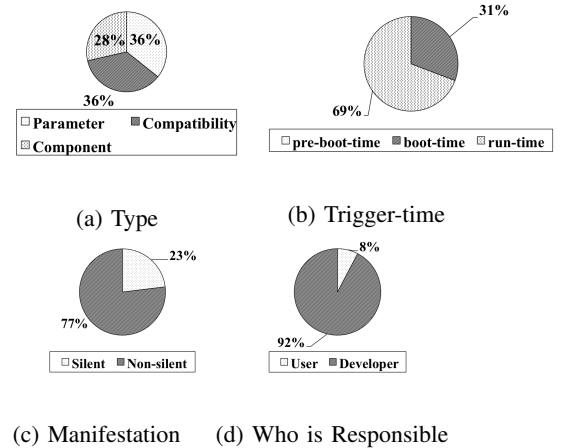 28% 36%
36%
Parameter Compatibility
Component
(a) Type
31%
69%
pre-boot-time boot-time run-time
(b) Trigger-time
23%
77%
Silent Non-silent
(c) Manifestation
8%
92%
User Developer
(d) Who is Responsible